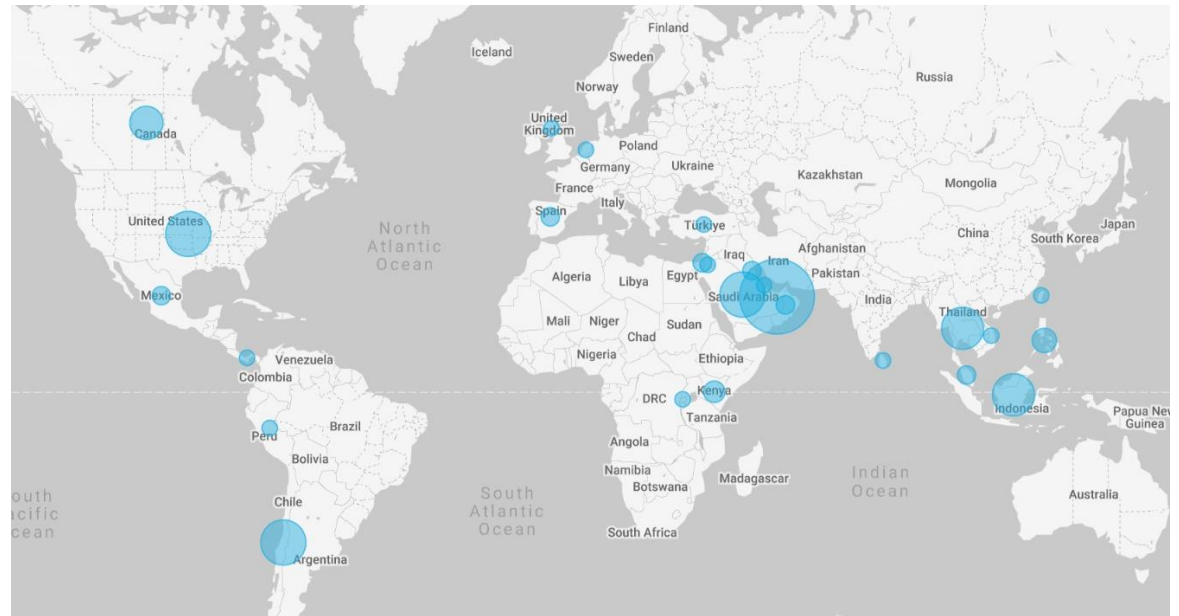 Finland
Iceland
Sweden
Russia
Norway
United
Kingdom
Canada
Poland
Germany
Ukraine
Kazakhstan
Mongolia
France
United States
Spain
Italy
Türkiye
Japan
North
Atlantic
Ocean
China
South Korea
Afghanistan
Iraq
Iran
Algeria
Libya
Egypt
Pakistan
Mexico
Saudi Arabia
India
Thailand
Mali
Niger
Sudan
Chad
Venezuela
Nigeria
Ethiopia
Colombia
DRC
Kenya
Tanzania
Indonesia
Papua New
Guinea
Peru
Brazil
Angola
Bolivia
Namibia
Botswana
Madagascar
Indian
Ocean
Chile
South
Atlantic
Ocean
Australia
outh
acific
cean
South Africa
Argentina